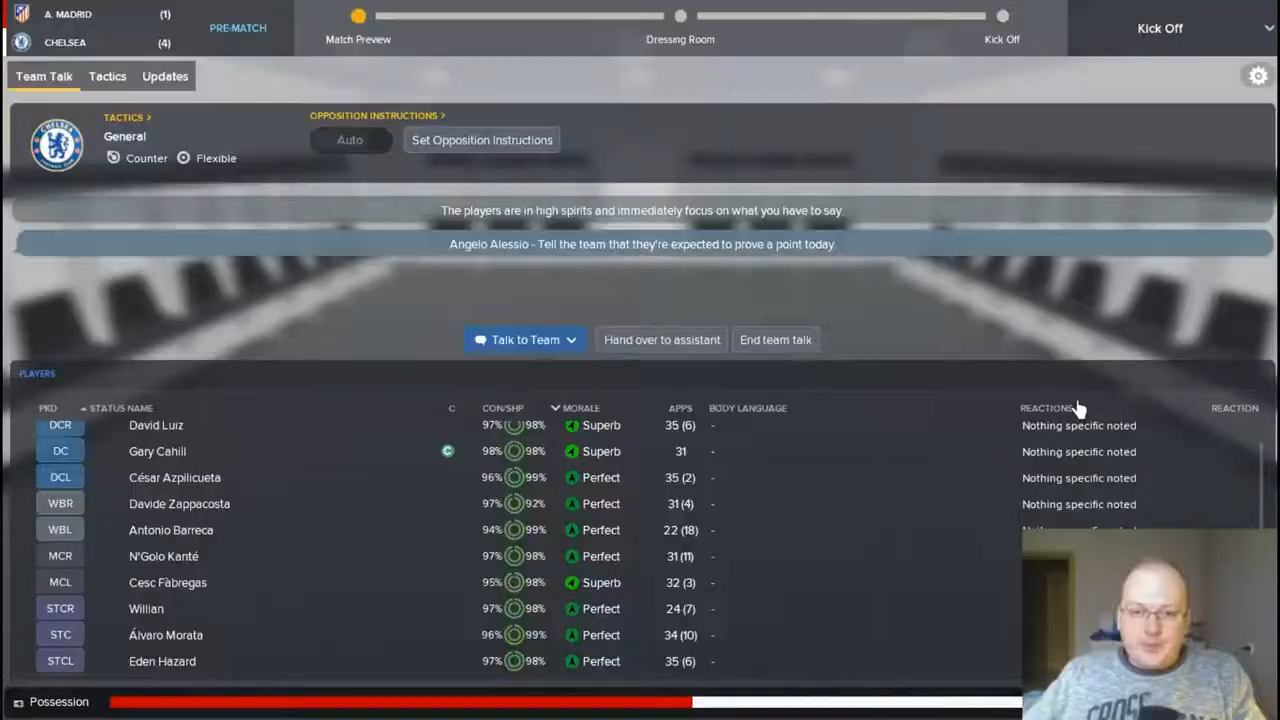 A. MADRID (1)
CHELSEA (4)
PRE-MATCH
Match Preview
Dressing Room
Kick Off
Kick Off
Team Talk Tactics Updates
CHELSEA
TACTICS >
General
Counter Flexible
OPPOSITION INSTRUCTIONS >
Auto Set Opposition Instructions
The players are in high spirits and immediately focus on what you have to say.
Angelo Alessio - Tell the team that they're expected to prove a point today.
Talk to Team Hand over to assistant End team talk
PLAYERS
PKD STATUS NAME C CON/SHP MORALE APPS BODY LANGUAGE REACTIONS REACTION
DCR David Luiz 97% 98% Superb 35 (6) - Nothing specific noted
DC Gary Cahill C 98% 98% Superb 31 - Nothing specific noted
DCL César Azpilicueta 96% 99% Perfect 35 (2) - Nothing specific noted
WBR Davide Zappacosta 97% 92% Perfect 31 (4) - Nothing specific noted
WBL Antonio Barreca 94% 99% Perfect 22 (18) -
MCR N'Golo Kanté 97% 98% Perfect 31 (11) -
MCL Cesc Fàbregas 95% 98% Superb 32 (3) -
STCR Willian 97% 98% Perfect 24 (7) -
STC Álvaro Morata 96% 99% Perfect 34 (10) -
STCL Eden Hazard 97% 98% Perfect 35 (6) -
Possession